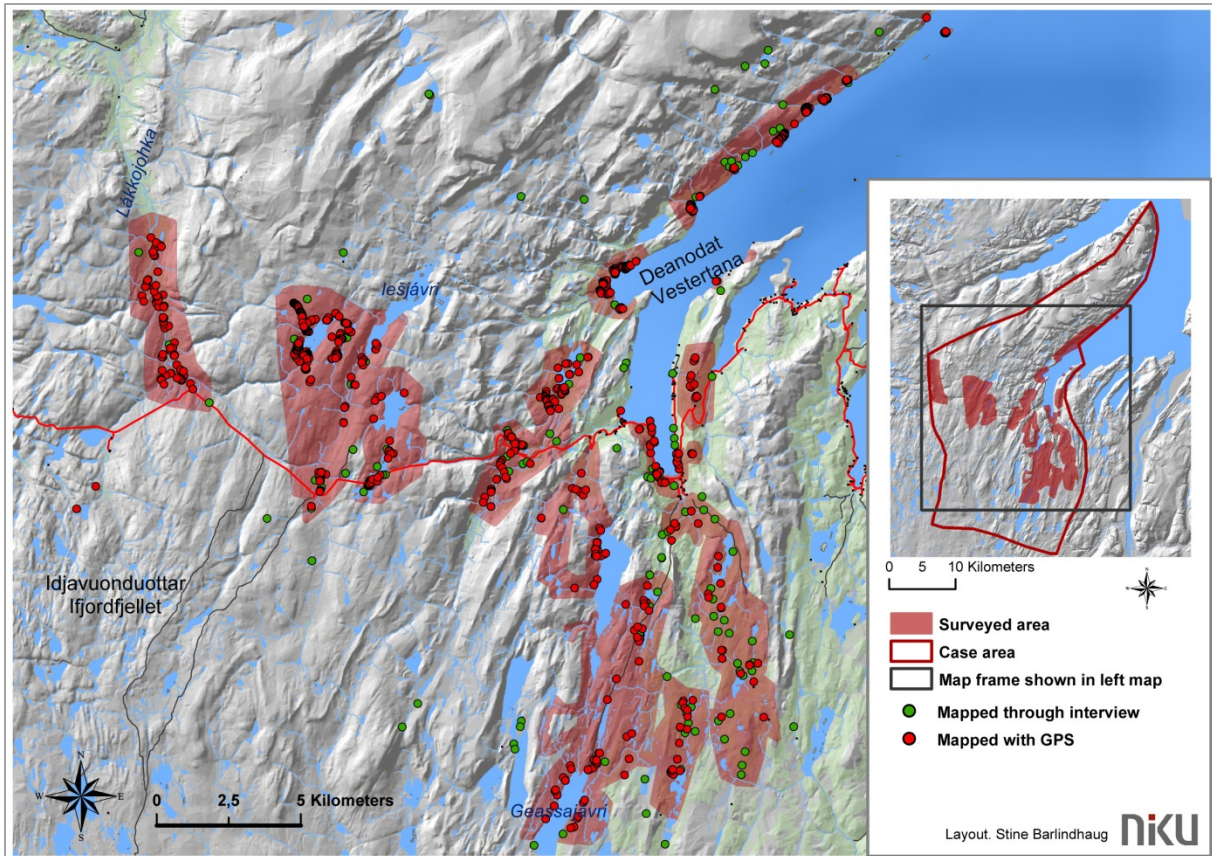 Lákkojohka
Iešjávri
Deanodat
Vestertana
Idjavuonduottar
Ifjordfjellet
Geassajávri
N
W
E
S
0 2,5 5 Kilometers
0 5 10 Kilometers
N
W
E
S
Surveyed area
Case area
Map frame shown in left map
Mapped through interview
Mapped with GPS
Layout. Stine Barlindhaug
niku